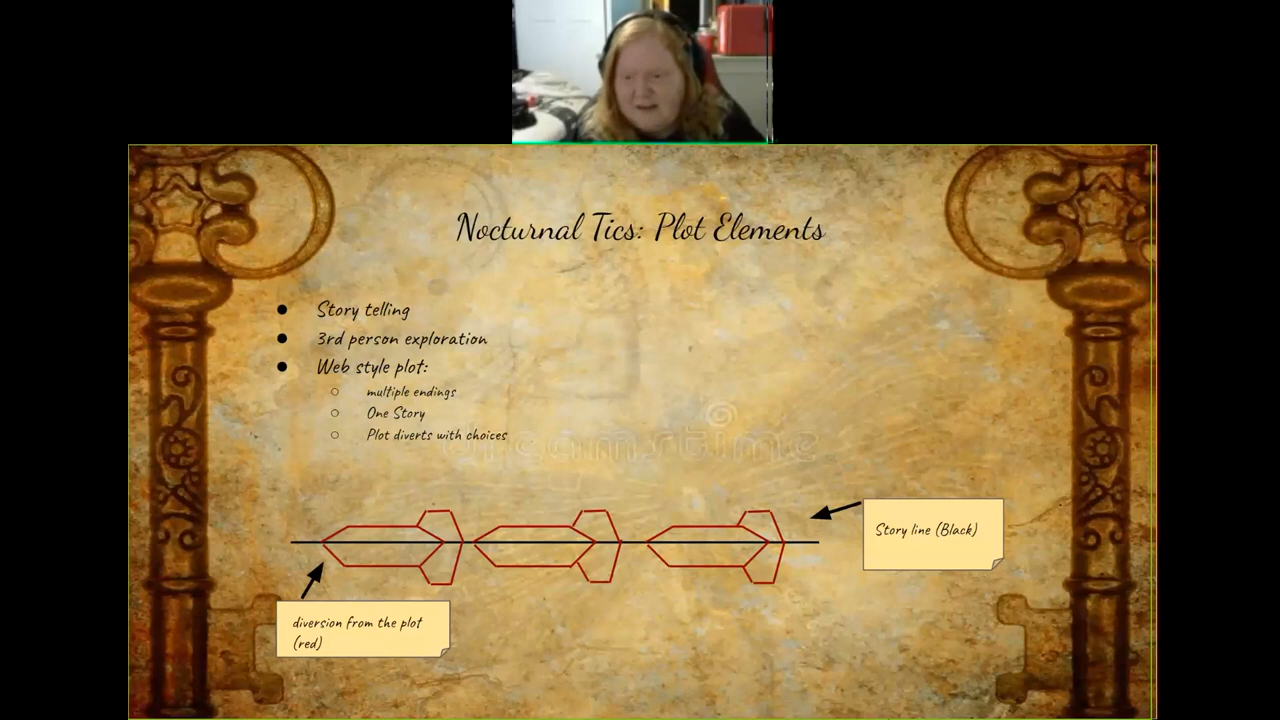 Nocturnal Tics: Plot Elements
Story telling
3rd person exploration
Web style plot:
multiple endings
One Story
Plot diverts with choices
dreamstime
Story line (Black)
diversion from the plot
(red)